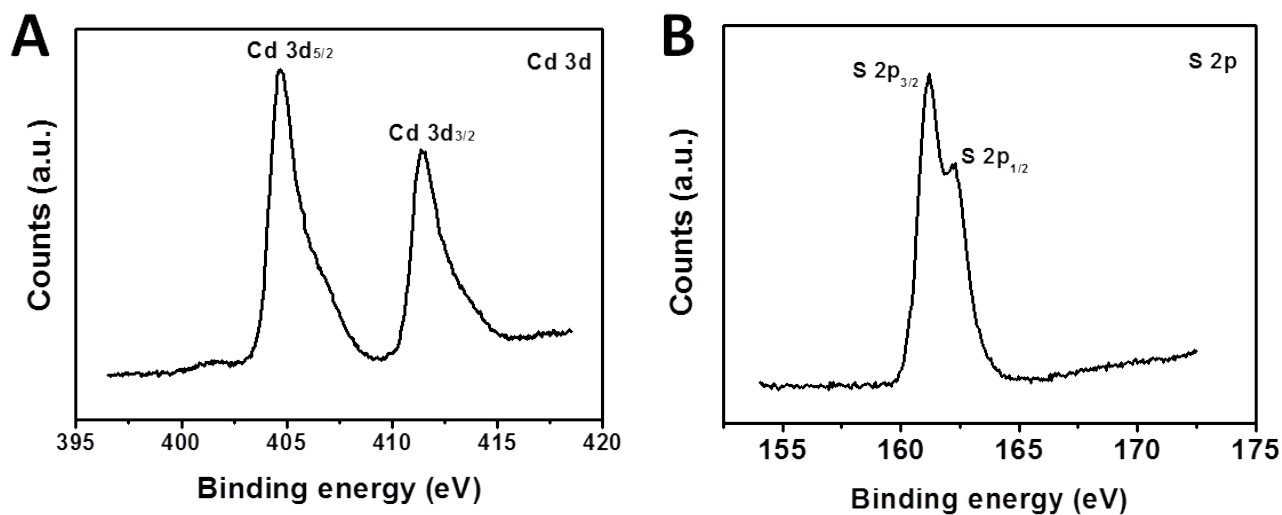 A
Cd 3d5/2
Cd 3d
Cd 3d3/2
Counts (a.u.)
395 400 405 410 415 420
Binding energy (eV)
B
S 2p3/2
S 2p
S 2p1/2
Counts (a.u.)
155 160 165 170 175
Binding energy (eV)